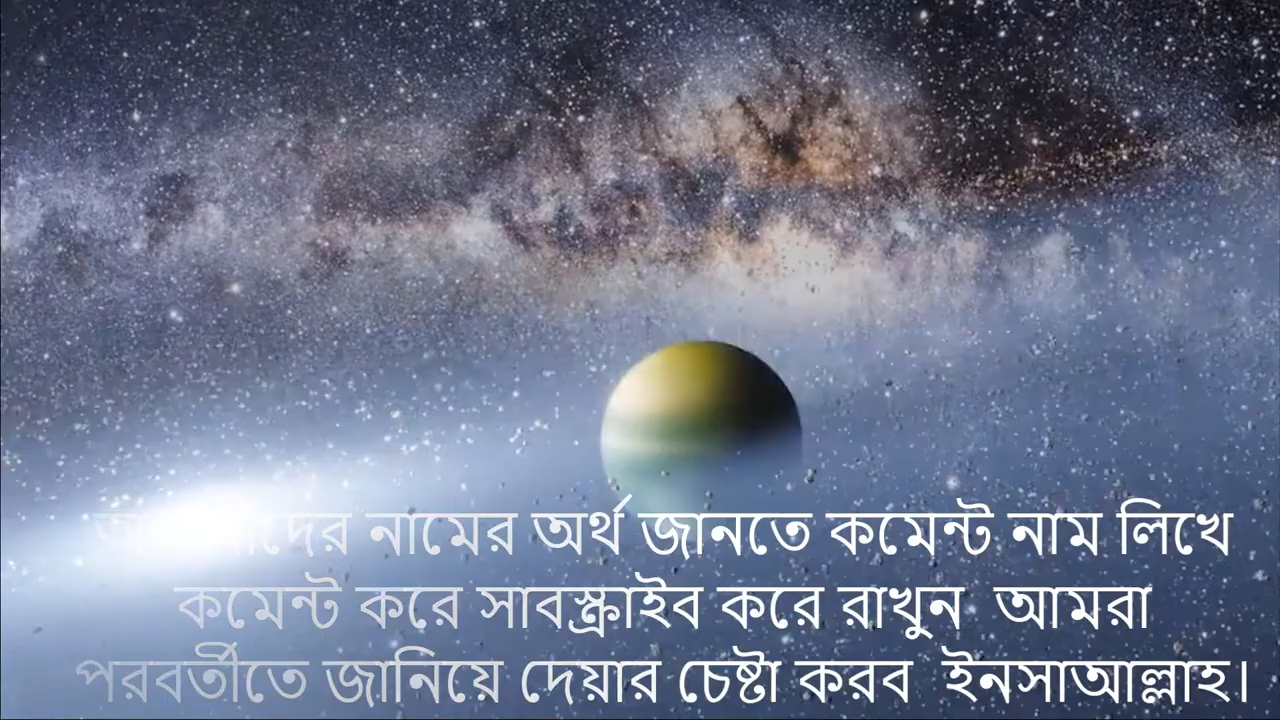 নামের অর্থ জানতে কমেন্ট নাম লিখে
কমেন্ট করে সাবস্ক্রাইব করে রাখুন আমরা
পরবর্তীতে জানিয়ে দেয়ার চেষ্টা করব ইনসাআল্লাহ।